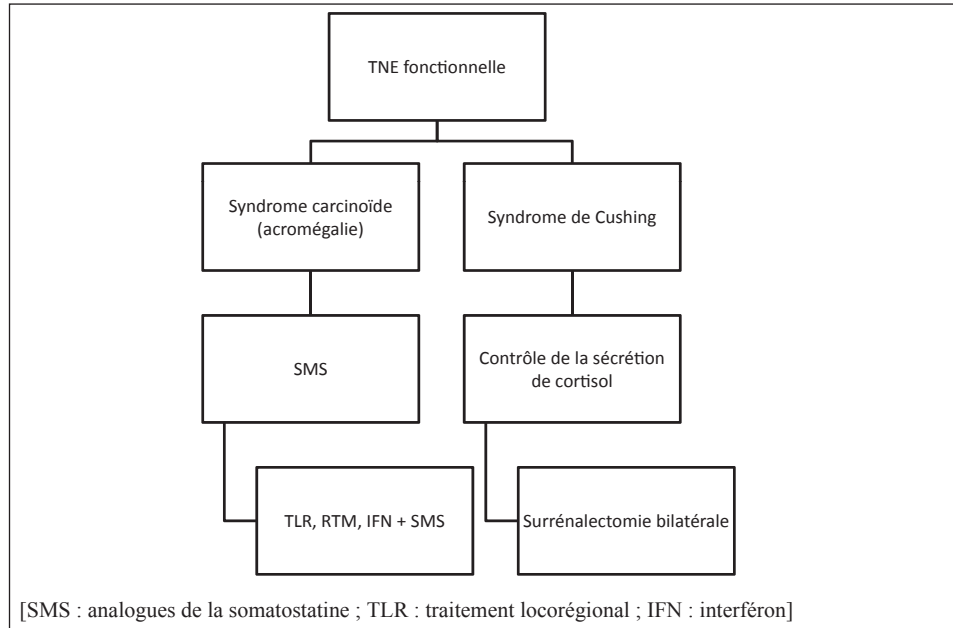 TNE fonctionnelle
Syndrome carcinoïde
(acromégalie)
Syndrome de Cushing
SMS
Contrôle de la sécrétion
de cortisol
TLR, RTM, IFN + SMS
Surrénalectomie bilatérale
[SMS : analogues de la somatostatine ; TLR : traitement locorégional ; IFN : interféron]